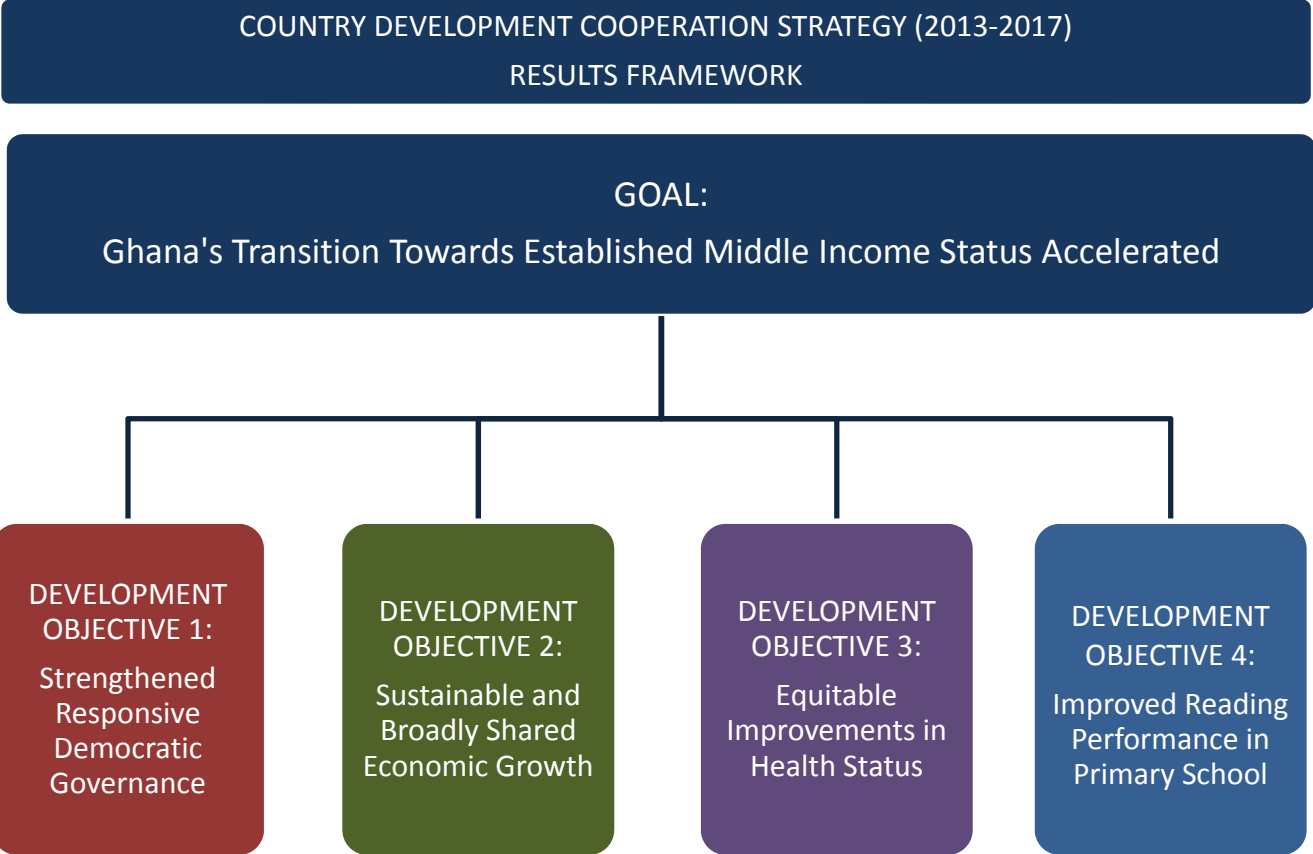 COUNTRY DEVELOPMENT COOPERATION STRATEGY (2013-2017)
RESULTS FRAMEWORK
GOAL:
Ghana's Transition Towards Established Middle Income Status Accelerated
DEVELOPMENT
OBJECTIVE 1:
Strengthened
Responsive
Democratic
Governance
DEVELOPMENT
OBJECTIVE 2:
Sustainable and
Broadly Shared
Economic Growth
DEVELOPMENT
OBJECTIVE 3:
Equitable
Improvements in
Health Status
DEVELOPMENT
OBJECTIVE 4:
Improved Reading
Performance in
Primary School